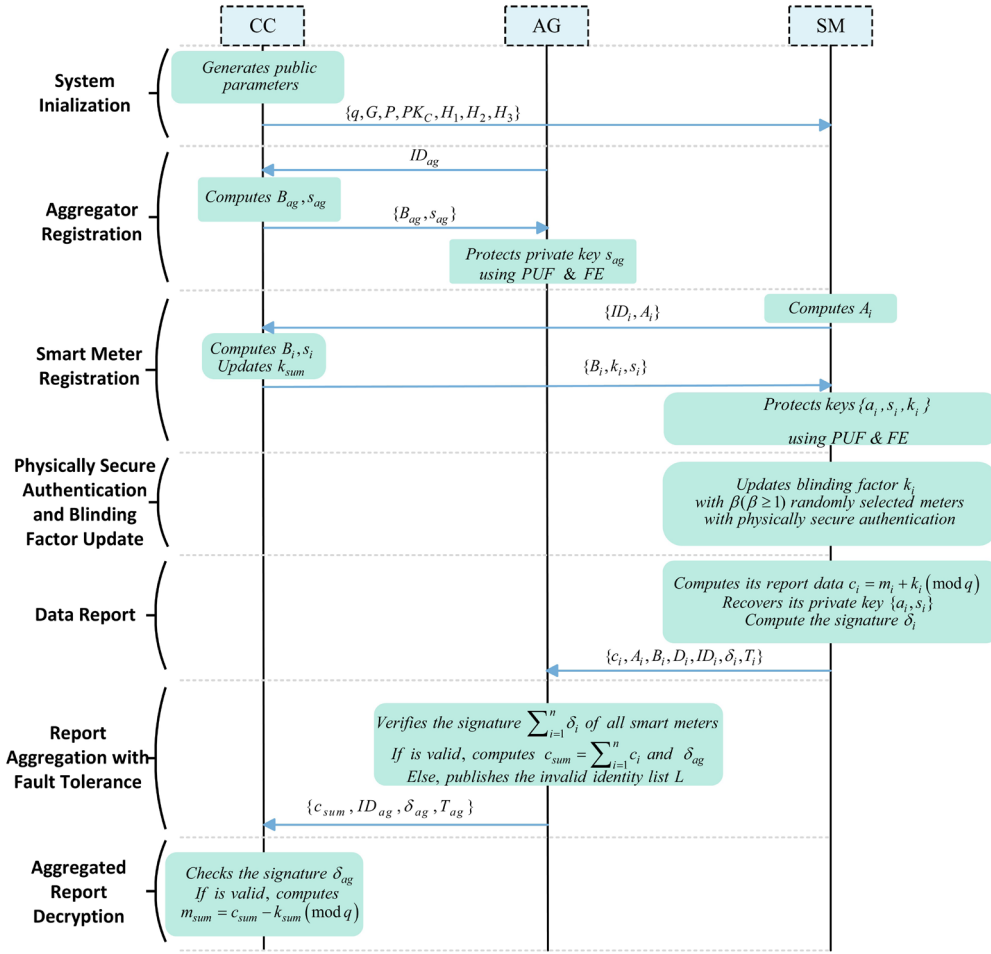 CC
AG
SM
System
Inialization
Generates public
parameters
{q, G, P, PK_C, H_1, H_2, H_3}
Aggregator
Registration
ID_ag
Computes B_ag, s_ag
{B_ag, s_ag}
Protects private key s_ag
using PUF & FE
Smart Meter
Registration
Computes A_i
{ID_i, A_i}
Computes B_i, s_i
Updates k_sum
{B_i, k_i, s_i}
Protects keys {a_i, s_i, k_i}
using PUF & FE
Physically Secure
Authentication
and Blinding
Factor Update
Updates blinding factor k_i
with β(β ≥ 1) randomly selected meters
with physically secure authentication
Data Report
Computes its report data c_i = m_i + k_i (mod q)
Recovers its private key {a_i, s_i}
Compute the signature δ_i
{c_i, A_i, B_i, D_i, ID_i, δ_i, T_i}
Report
Aggregation with
Fault Tolerance
Verifies the signature ∑_{i=1}^{n} δ_i of all smart meters
If is valid, computes c_sum = ∑_{i=1}^{n} c_i and δ_ag
Else, publishes the invalid identity list L
{c_sum, ID_ag, δ_ag, T_ag}
Aggregated
Report
Decryption
Checks the signature δ_ag
If is valid, computes
m_sum = c_sum − k_sum (mod q)